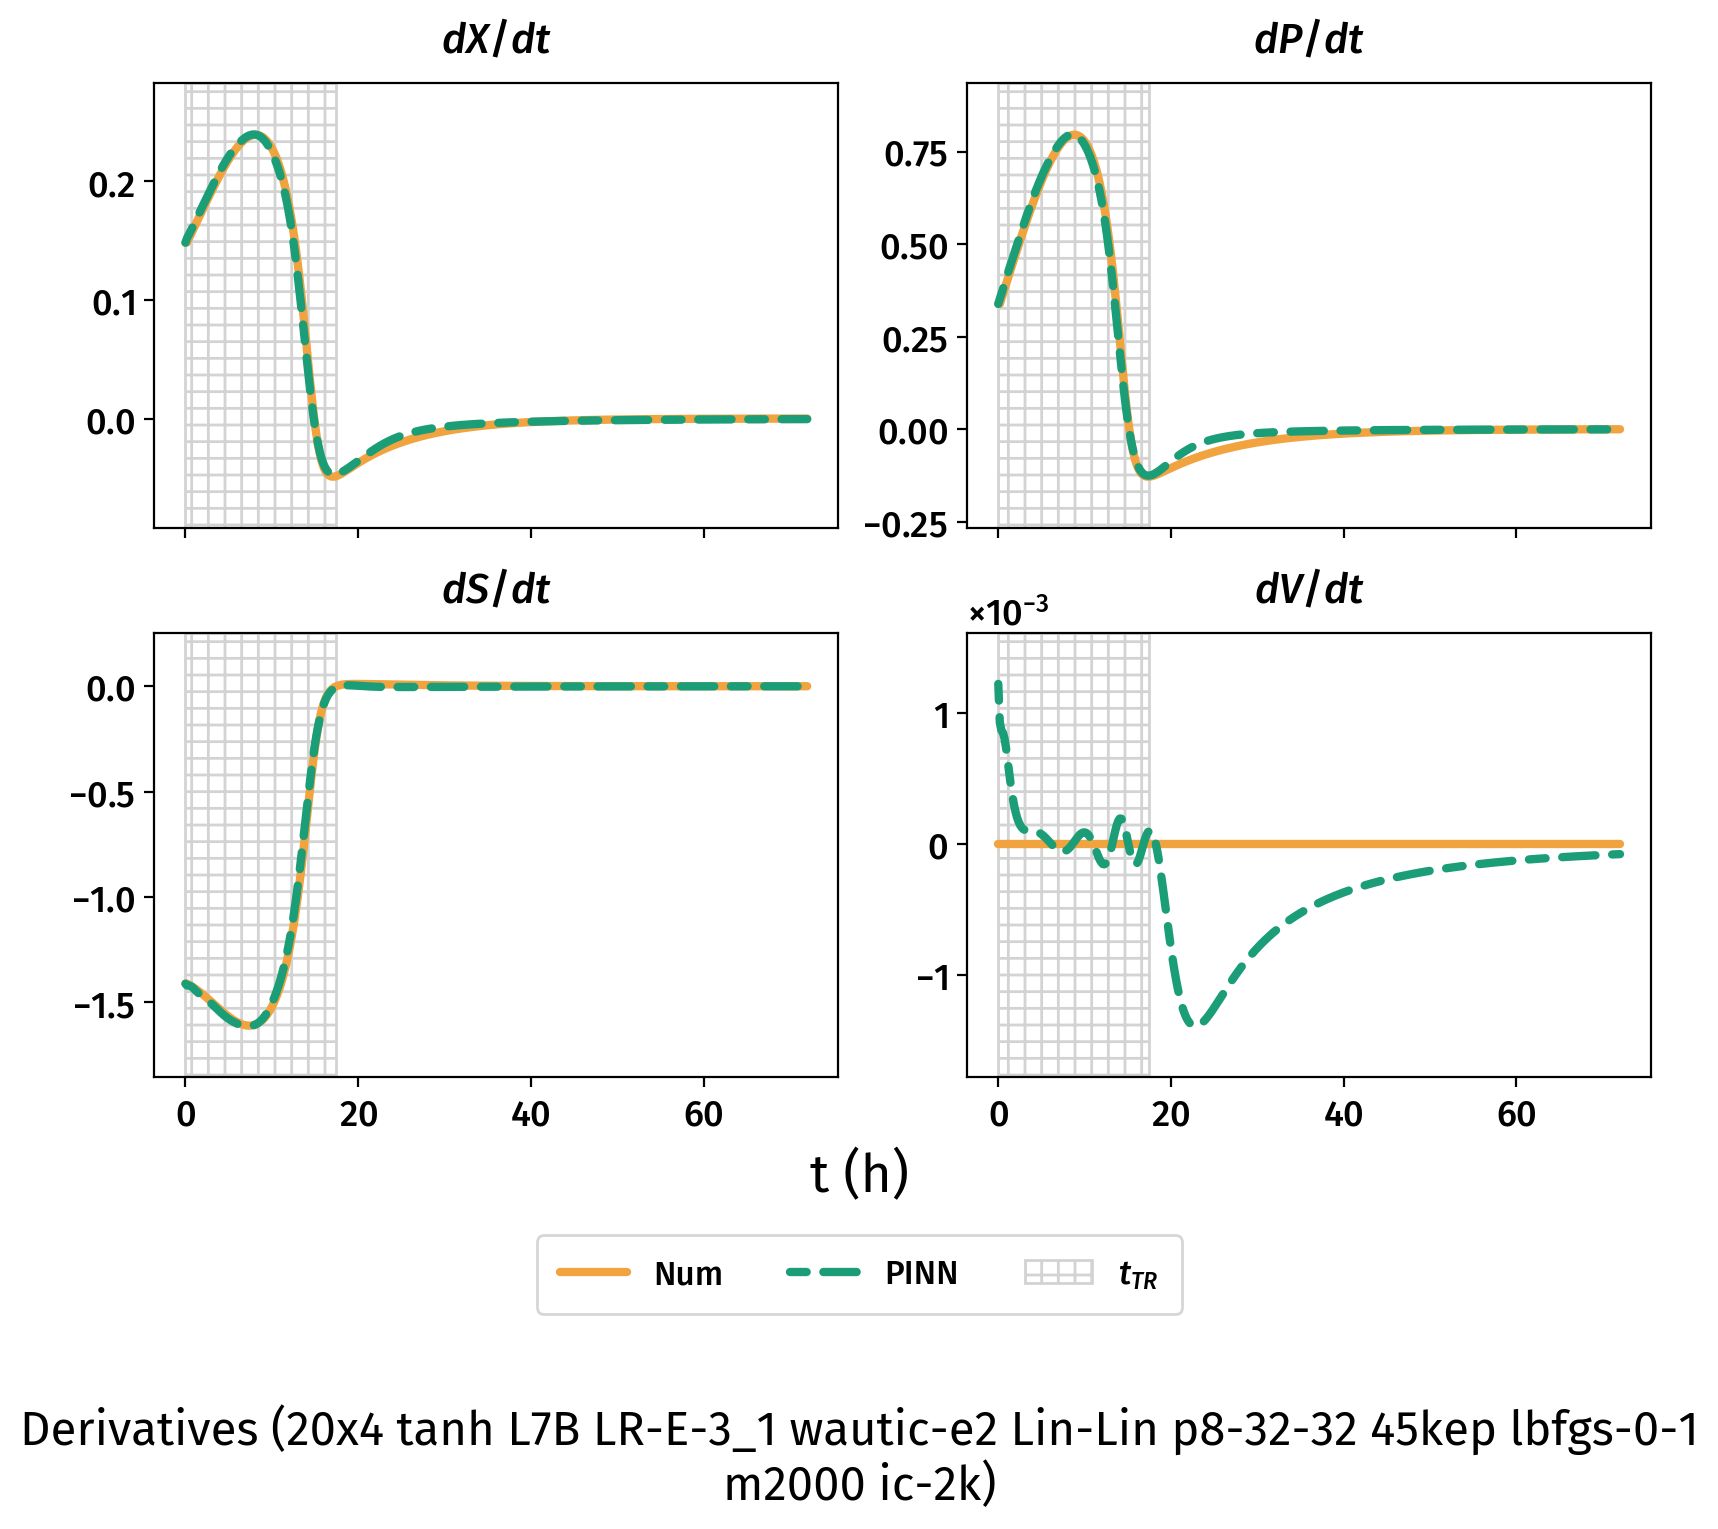 dX/dt
dP/dt
0.2
0.1
0.0
0.75
0.50
0.25
0.00
−0.25
dS/dt
dV/dt
×10⁻³
0.0
−0.5
−1.0
−1.5
1
0
−1
0 20 40 60
0 20 40 60
t (h)
Num PINN t_TR
Derivatives (20x4 tanh L7B LR-E-3_1 wautic-e2 Lin-Lin p8-32-32 45kep lbfgs-0-1
m2000 ic-2k)